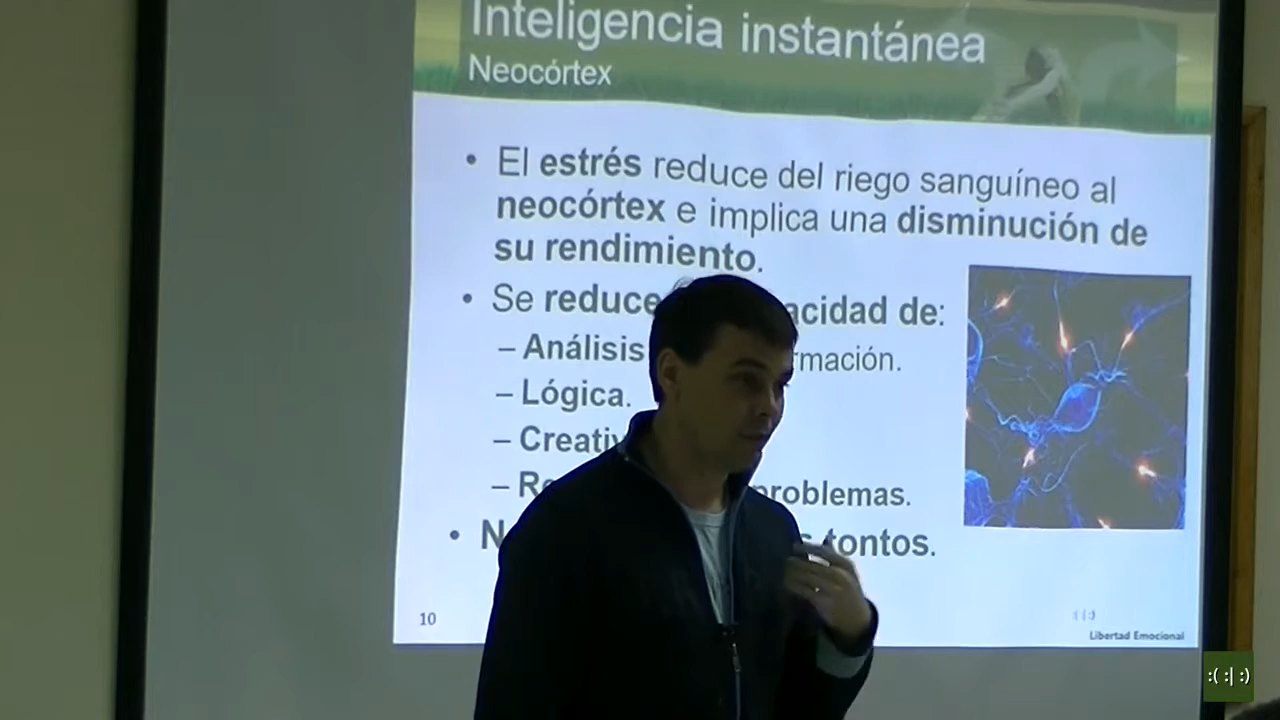 Inteligencia instantánea
Neocórtex
• El estrés reduce del riego sanguíneo al
neocórtex e implica una disminución de
su rendimiento.
• Se reduce acidad de:
– Análisis rmación.
– Lógica.
– Creativ
– R problemas.
• N tontos.
10
:( :| :)
Libertad Emocional
:( :| :)